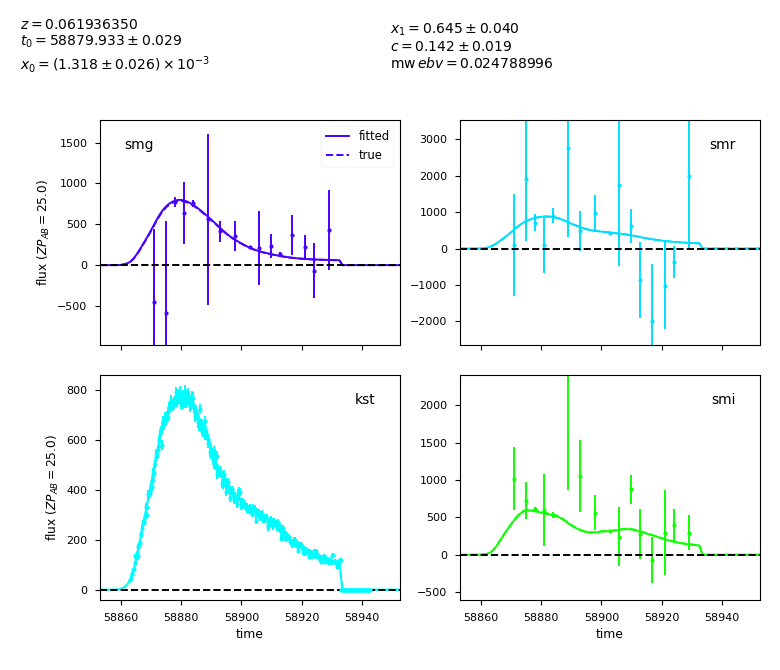 z = 0.061936350
t₀ = 58879.933 ± 0.029
x₀ = (1.318 ± 0.026) × 10⁻³
x₁ = 0.645 ± 0.040
c = 0.142 ± 0.019
mw ebv = 0.024788996
smg
fitted
true
1500
1000
500
0
−500
flux (ZP_AB = 25.0)
smr
3000
2000
1000
0
−1000
−2000
kst
800
600
400
200
0
flux (ZP_AB = 25.0)
58860 58880 58900 58920 58940
time
smi
2000
1500
1000
500
0
−500
58860 58880 58900 58920 58940
time